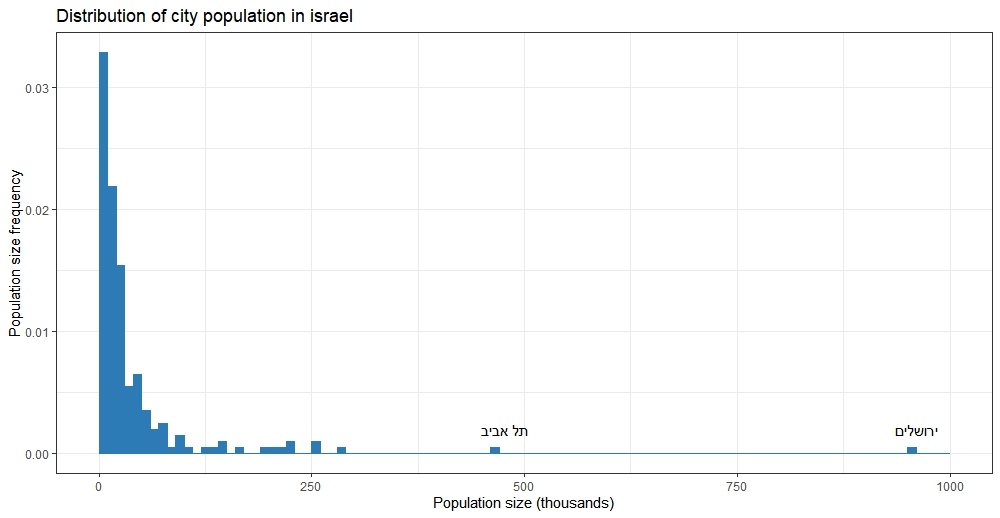 Distribution of city population in israel
Population size frequency
0.03
0.02
0.01
0.00
תל אביב
ירושלים
0
250
500
750
1000
Population size (thousands)